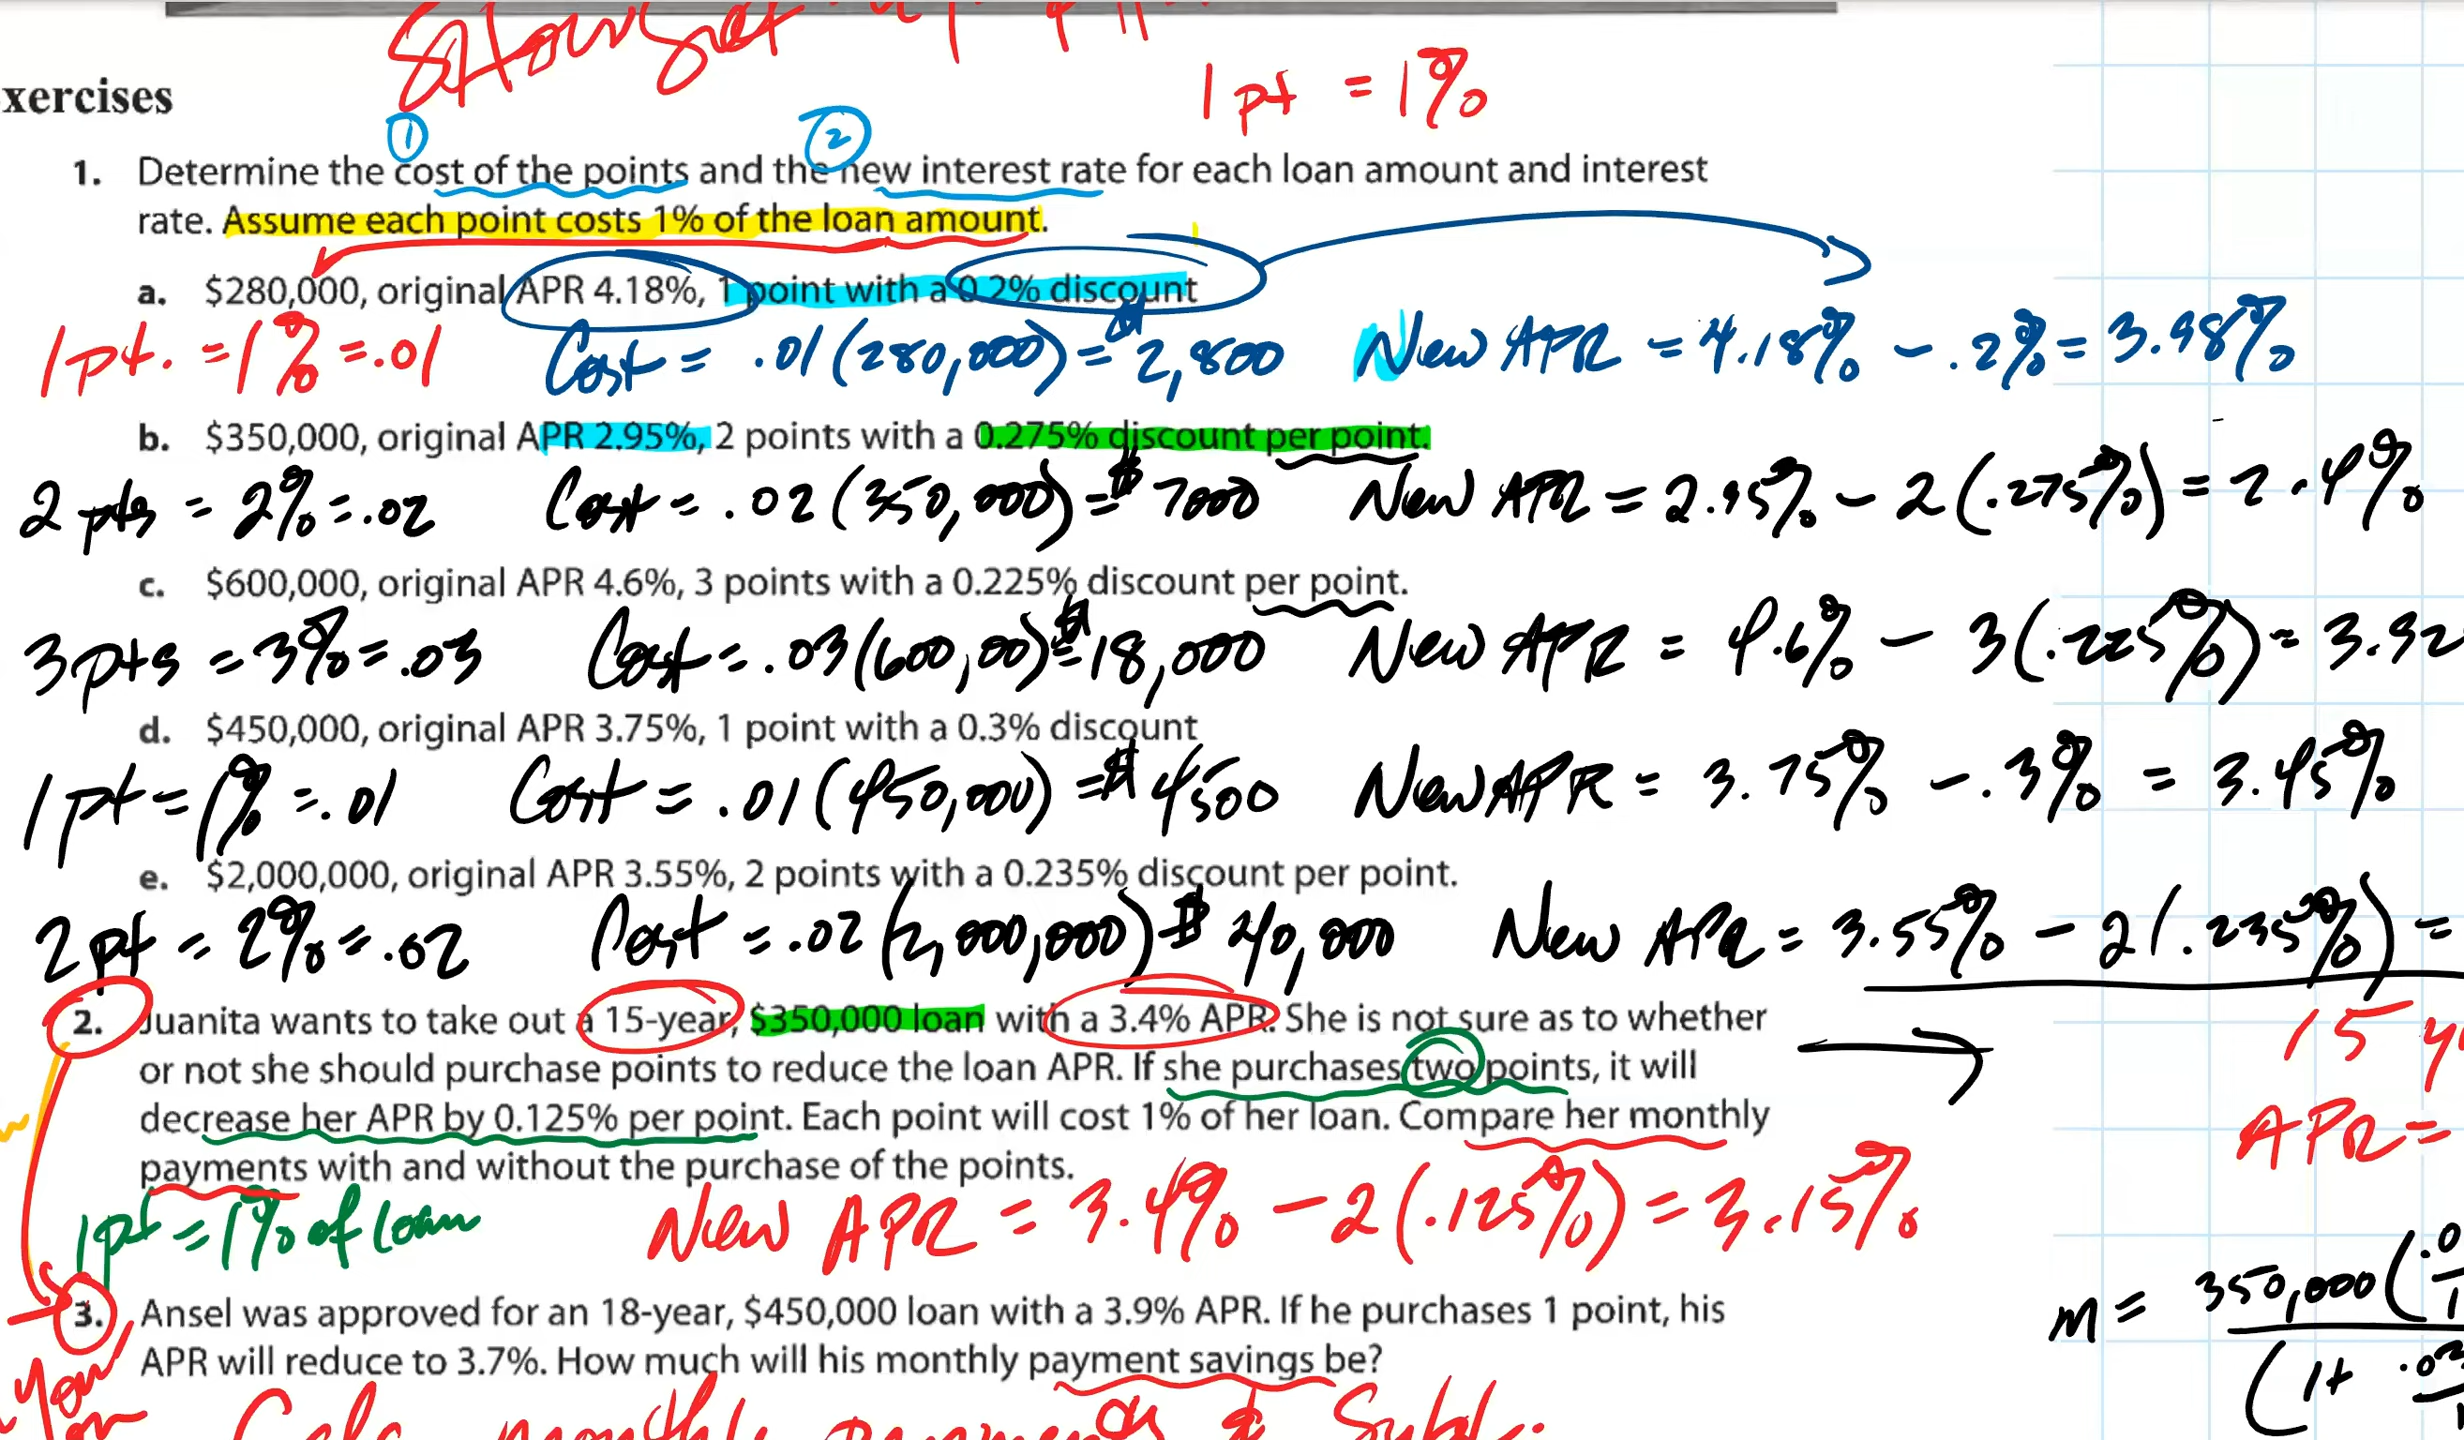 1 pt = 1%
xercises
① ②
1. Determine the cost of the points and the new interest rate for each loan amount and interest
rate. Assume each point costs 1% of the loan amount.
a. $280,000, original APR 4.18%, 1 point with a 0.2% discount
1pt. = 1% = .01 Cost = .01 (280,000) = $2,800 New APR = 4.18% - .2% = 3.98%
b. $350,000, original APR 2.95%, 2 points with a 0.275% discount per point.
2 pts = 2% = .02 Cost = .02 (350,000) = $7000 New APR = 2.95% - 2(.275%) = 2.4%
c. $600,000, original APR 4.6%, 3 points with a 0.225% discount per point.
3 pts = 3% = .03 Cost = .03 (600,00) = $18,000 New APR = 4.6% - 3(.225%) = 3.92
d. $450,000, original APR 3.75%, 1 point with a 0.3% discount
1 pt = 1% = .01 Cost = .01 (450,000) = $4500 New APR = 3.75% - .3% = 3.45%
e. $2,000,000, original APR 3.55%, 2 points with a 0.235% discount per point.
2 pt = 2% = .02 Cost = .02 (2,000,000) $ 40,000 New APR = 3.55% - 2(.235%) =
2. Juanita wants to take out a 15-year, $350,000 loan with a 3.4% APR. She is not sure as to whether
or not she should purchase points to reduce the loan APR. If she purchases two points, it will
decrease her APR by 0.125% per point. Each point will cost 1% of her loan. Compare her monthly
payments with and without the purchase of the points.
15 y
APR =
1pt = 1% of loan New APR = 3.4% - 2(.125%) = 3.15%
m = 350,000 (.0
(1+ .03
3. Ansel was approved for an 18-year, $450,000 loan with a 3.9% APR. If he purchases 1 point, his
APR will reduce to 3.7%. How much will his monthly payment savings be?
You
Calc monthly payments & Subt.